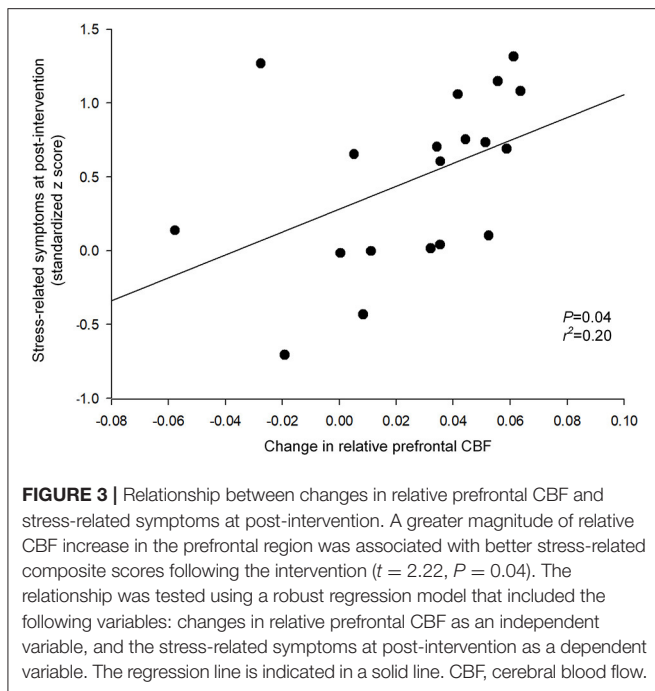 1.5
1.0
0.5
0.0
-0.5
-1.0
Stress-related symptoms at post-intervention
(standardized z score)
P=0.04
r²=0.20
-0.08 -0.06 -0.04 -0.02 0.00 0.02 0.04 0.06 0.08 0.10
Change in relative prefrontal CBF
FIGURE 3 | Relationship between changes in relative prefrontal CBF and
stress-related symptoms at post-intervention. A greater magnitude of relative
CBF increase in the prefrontal region was associated with better stress-related
composite scores following the intervention (t = 2.22, P = 0.04). The
relationship was tested using a robust regression model that included the
following variables: changes in relative prefrontal CBF as an independent
variable, and the stress-related symptoms at post-intervention as a dependent
variable. The regression line is indicated in a solid line. CBF, cerebral blood flow.